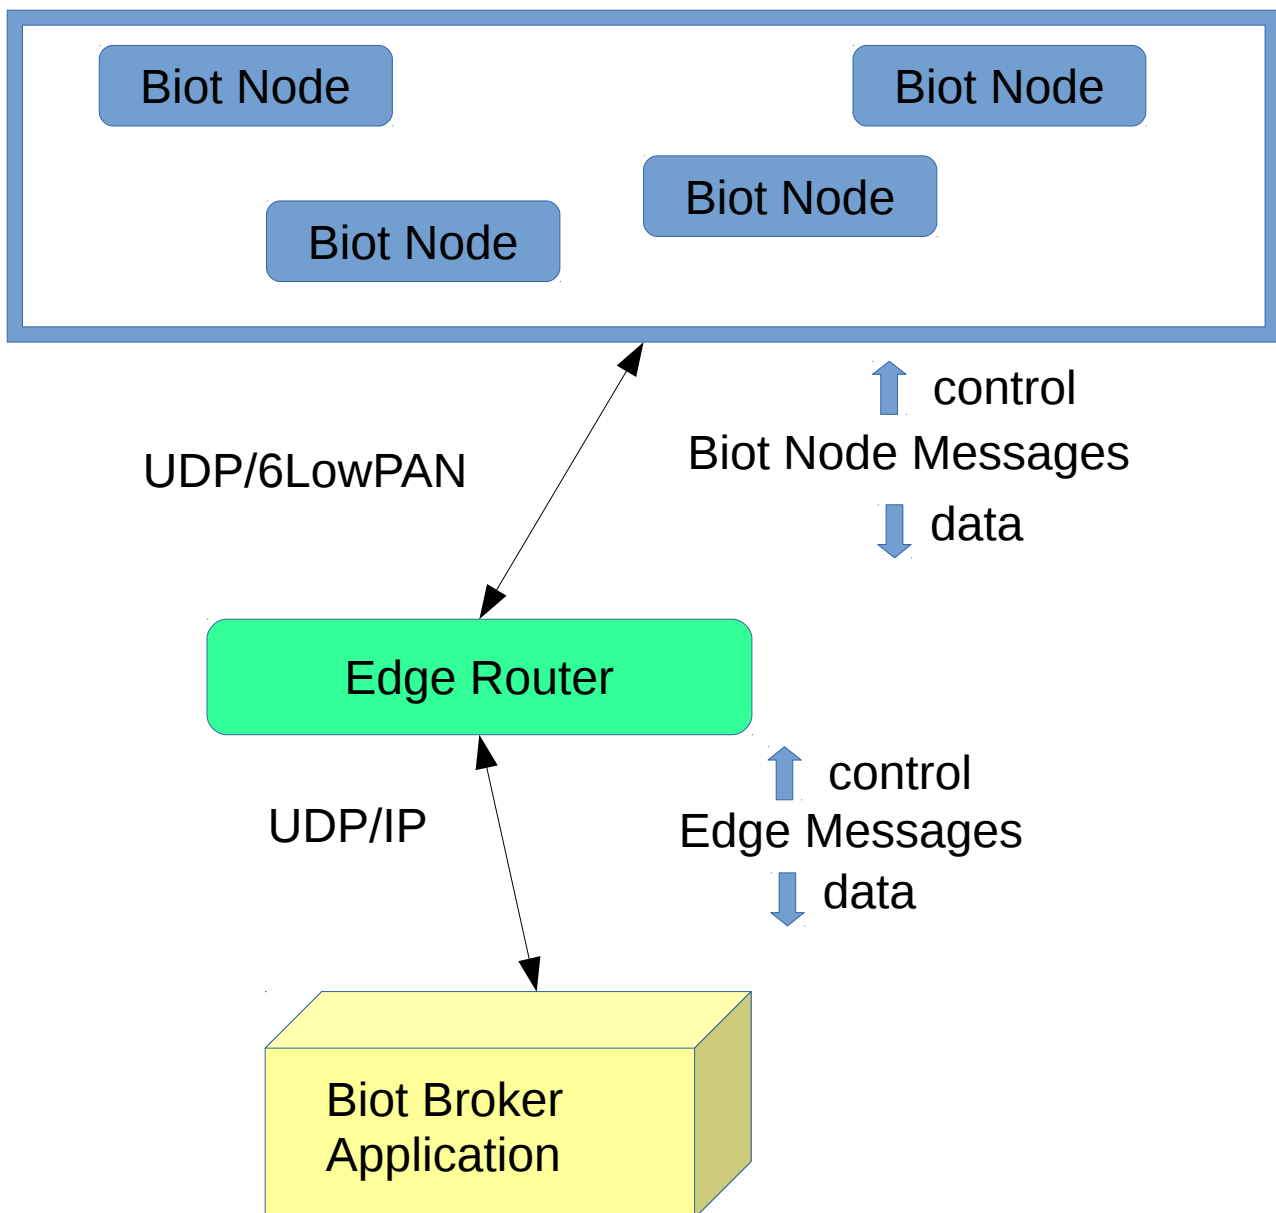 Biot Node
Biot Node
Biot Node
Biot Node
control
Biot Node Messages
UDP/6LowPAN
data
Edge Router
control
UDP/IP
Edge Messages
data
Biot Broker
Application